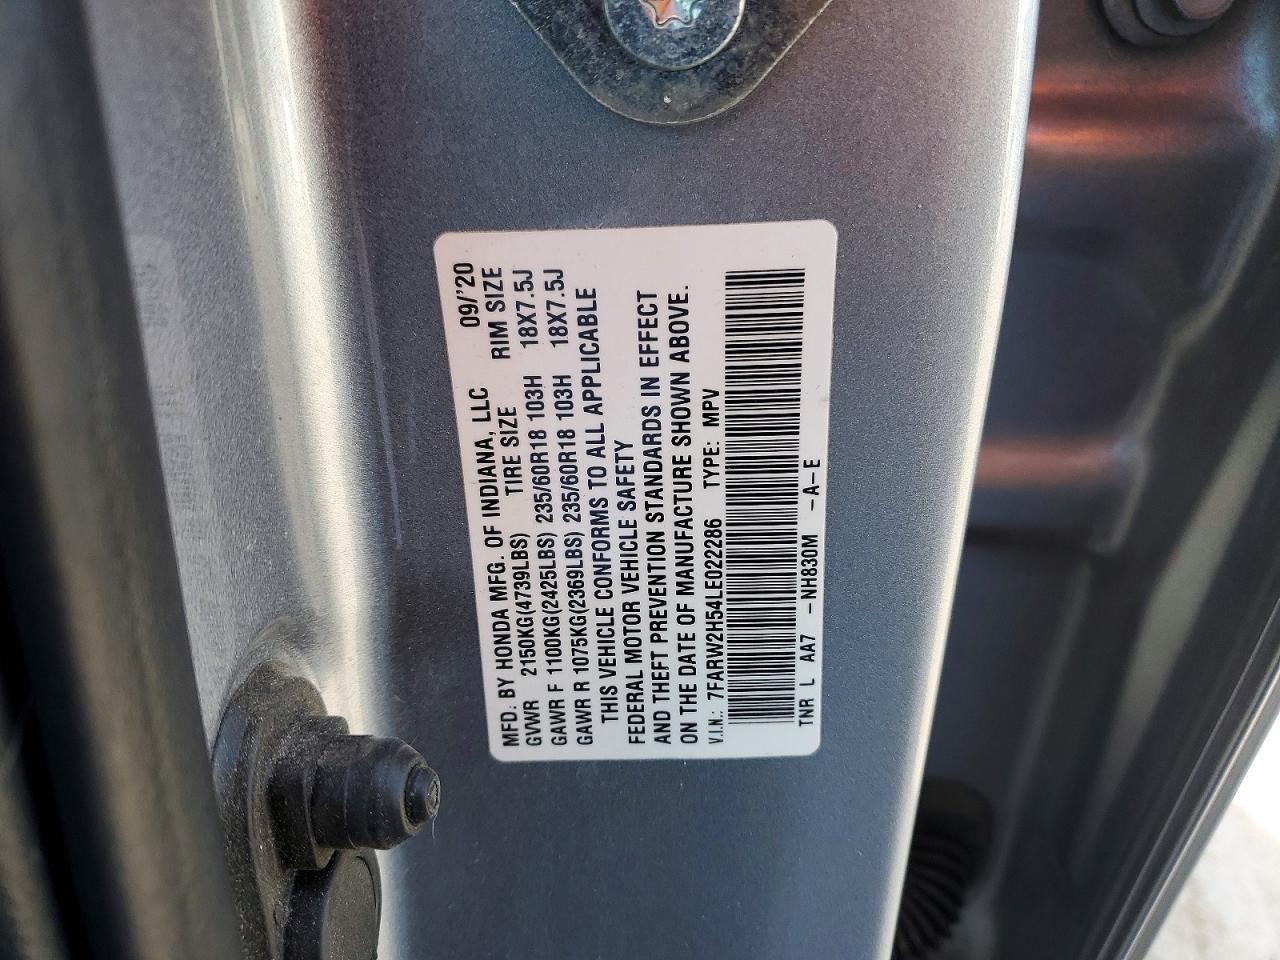 MFD. BY HONDA MFG. OF INDIANA, LLC 09/'20
GVWR 2150KG(4739LBS) TIRE SIZE RIM SIZE
GAWR F 1100KG(2425LBS) 235/60R18 103H 18X7.5J
GAWR R 1075KG(2369LBS) 235/60R18 103H 18X7.5J
THIS VEHICLE CONFORMS TO ALL APPLICABLE
FEDERAL MOTOR VEHICLE SAFETY
AND THEFT PREVENTION STANDARDS IN EFFECT
ON THE DATE OF MANUFACTURE SHOWN ABOVE.
V.I.N.: 7FARW2H54LE022286 TYPE: MPV
TNR L AA7 -NH830M -A-E